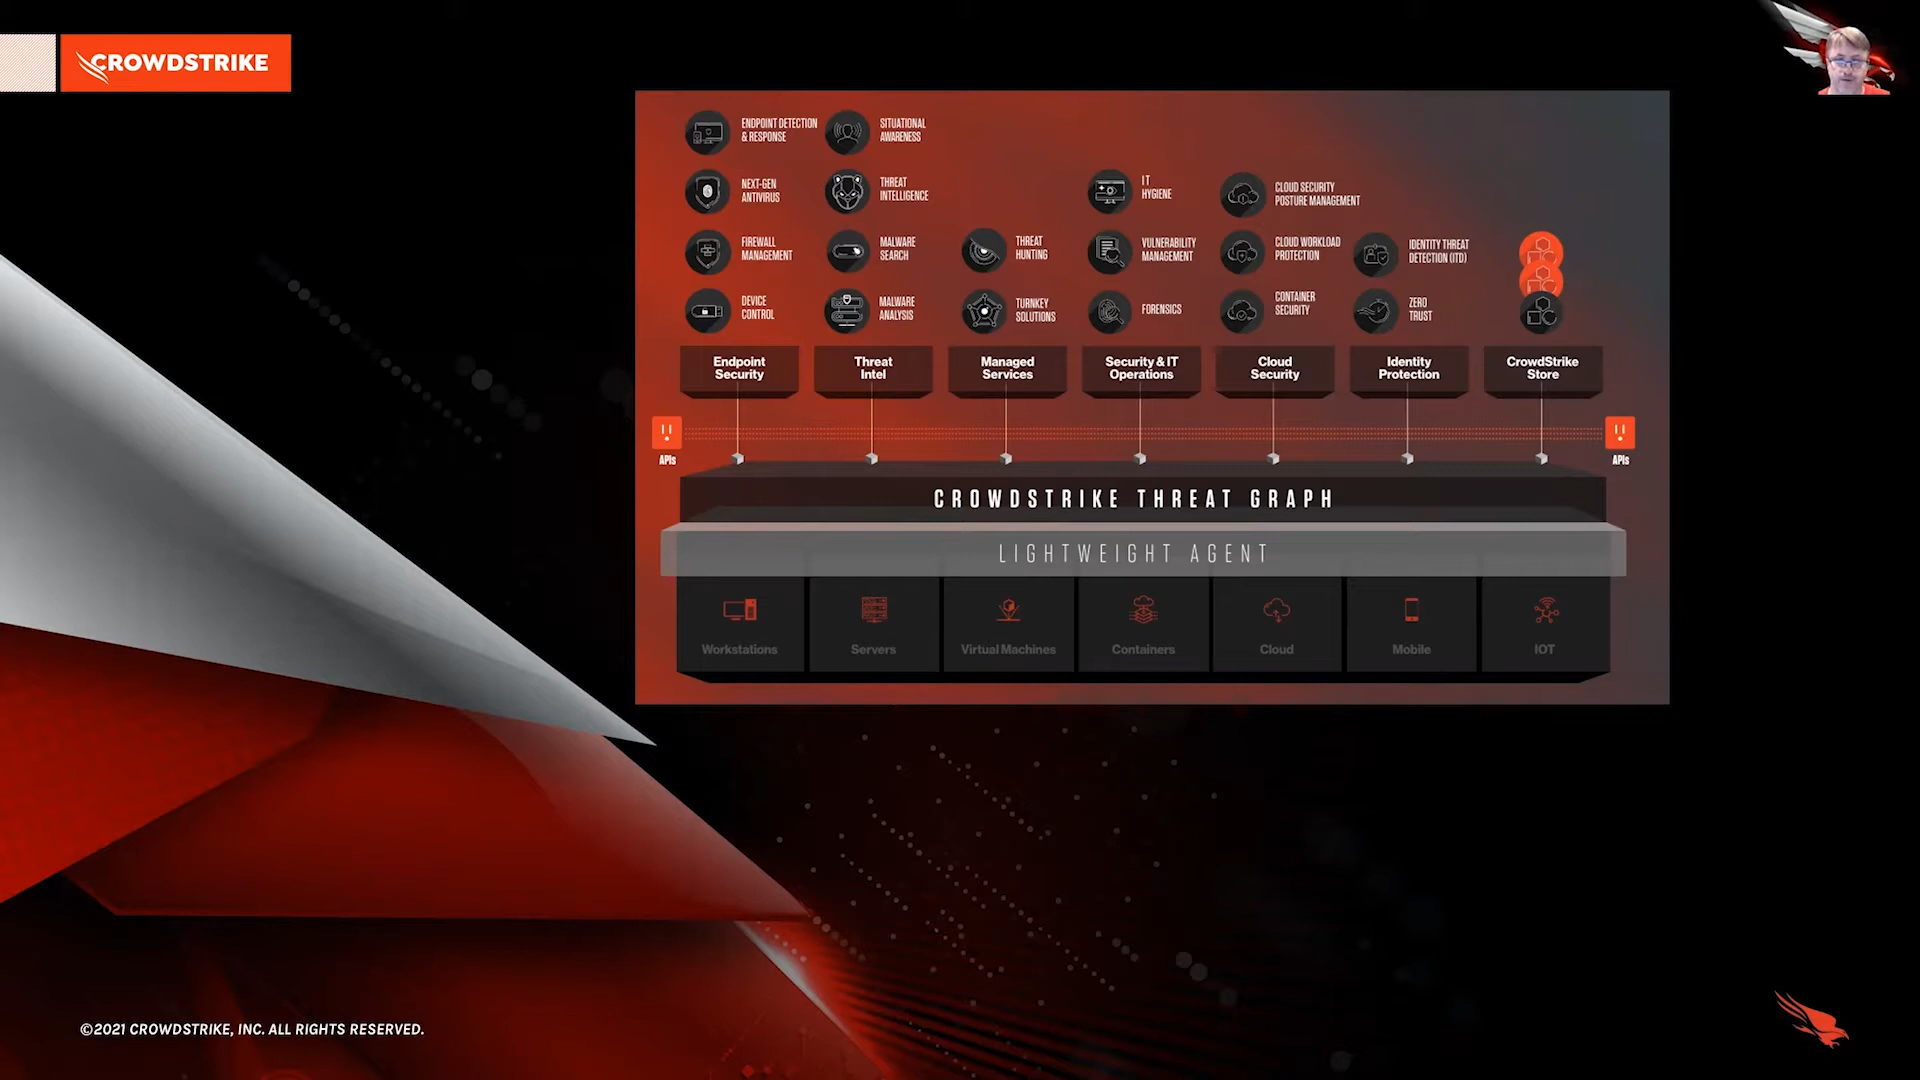 CROWDSTRIKE
ENDPOINT DETECTION
& RESPONSE
SITUATIONAL
AWARENESS
NEXT-GEN
ANTIVIRUS
THREAT
INTELLIGENCE
IT
HYGIENE
CLOUD SECURITY
POSTURE MANAGEMENT
FIREWALL
MANAGEMENT
MALWARE
SEARCH
THREAT
HUNTING
VULNERABILITY
MANAGEMENT
CLOUD WORKLOAD
PROTECTION
IDENTITY THREAT
DETECTION (ITD)
DEVICE
CONTROL
MALWARE
ANALYSIS
TURNKEY
SOLUTIONS
FORENSICS
CONTAINER
SECURITY
ZERO
TRUST
Endpoint
Security
Threat
Intel
Managed
Services
Security & IT
Operations
Cloud
Security
Identity
Protection
CrowdStrike
Store
APIs
APIs
CROWDSTRIKE THREAT GRAPH
LIGHTWEIGHT AGENT
Workstations
Servers
Virtual Machines
Containers
Cloud
Mobile
IOT
©2021 CROWDSTRIKE, INC. ALL RIGHTS RESERVED.